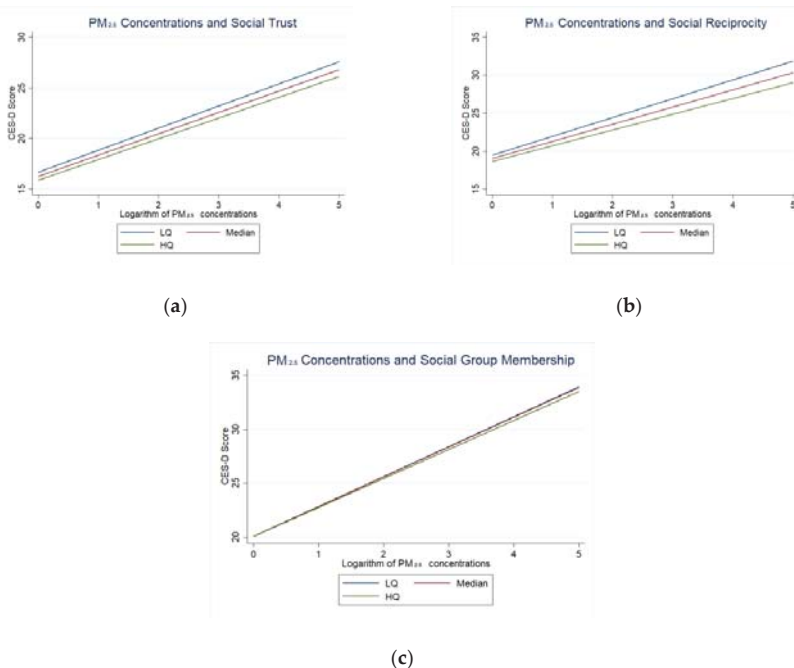 PM2.5 Concentrations and Social Trust
CES-D Score
30
25
20
15
0 1 2 3 4 5
Logarithm of PM2.5 concentrations
LQ Median
HQ
(a)
PM2.5 Concentrations and Social Reciprocity
CES-D Score
35
30
25
20
15
0 1 2 3 4 5
Logarithm of PM2.5 concentrations
LQ Median
HQ
(b)
PM2.5 Concentrations and Social Group Membership
CES-D Score
35
30
25
20
0 1 2 3 4 5
Logarithm of PM2.5 concentrations
LQ Median
HQ
(c)